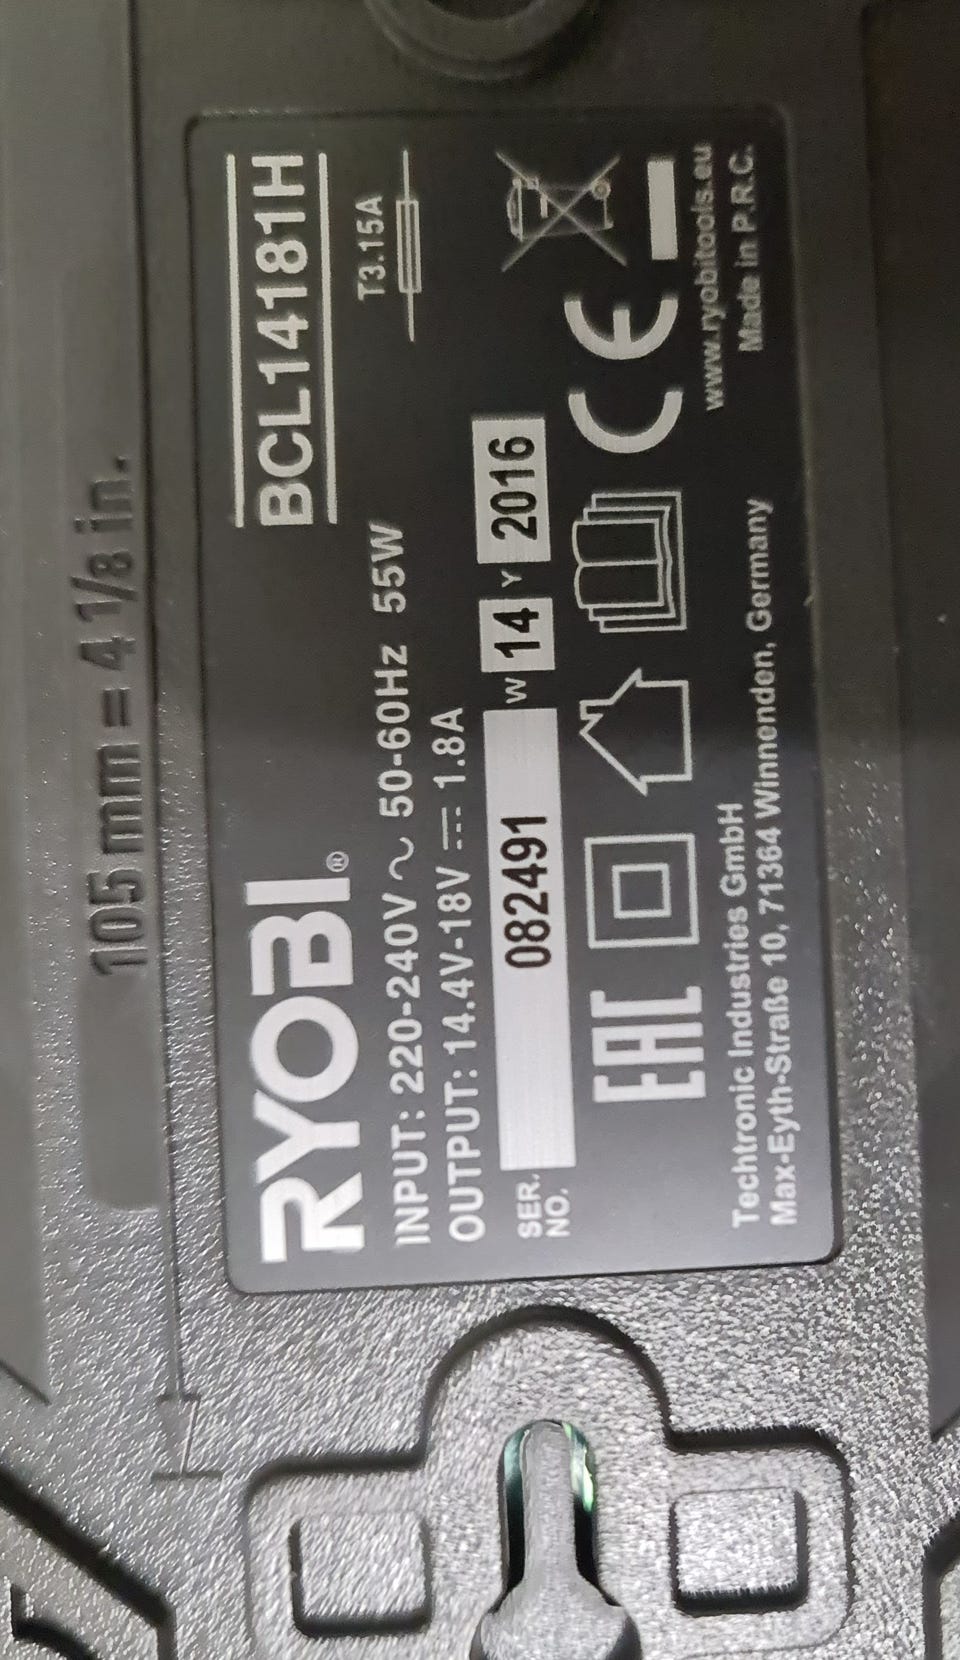 105 mm = 4 1/8 in.
RYOBI®
BCL14181H
INPUT: 220-240V ~ 50-60Hz 55W
T3.15A
OUTPUT: 14.4V-18V ⎓ 1.8A
SER. NO. 082491 W 14 Y 2016
EAC CE
Techtronic Industries GmbH
www.ryobitools.eu
Max-Eyth-Straße 10, 71364 Winnenden, Germany
Made in P.R.C.